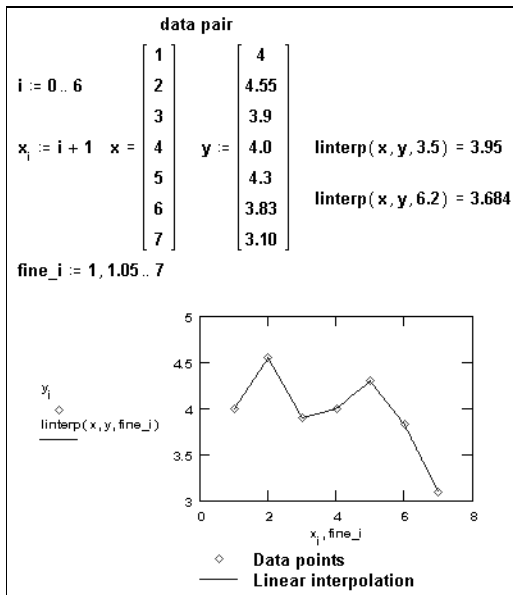 data pair
i := 0 .. 6
x_i := i + 1 x = 1 2 3 4 5 6 7 y := 4 4.55 3.9 4.0 4.3 3.83 3.10
linterp(x,y,3.5) = 3.95
linterp(x,y,6.2) = 3.684
fine_i := 1, 1.05 .. 7
5
4.5
4
3.5
3
y_i
linterp(x,y,fine_i)
0 2 4 6 8
x_i,fine_i
Data points
Linear interpolation